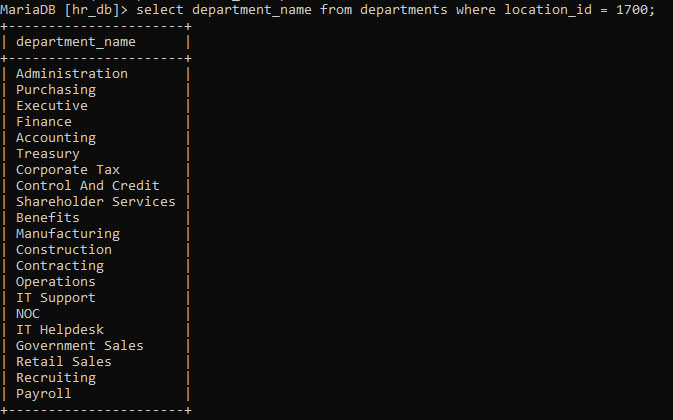 MariaDB [hr_db]> select department_name from departments where location_id = 1700;
+----------------------+
| department_name      |
+----------------------+
| Administration       |
| Purchasing           |
| Executive            |
| Finance              |
| Accounting           |
| Treasury             |
| Corporate Tax        |
| Control And Credit   |
| Shareholder Services |
| Benefits             |
| Manufacturing        |
| Construction         |
| Contracting          |
| Operations           |
| IT Support           |
| NOC                  |
| IT Helpdesk          |
| Government Sales     |
| Retail Sales         |
| Recruiting           |
| Payroll              |
+----------------------+